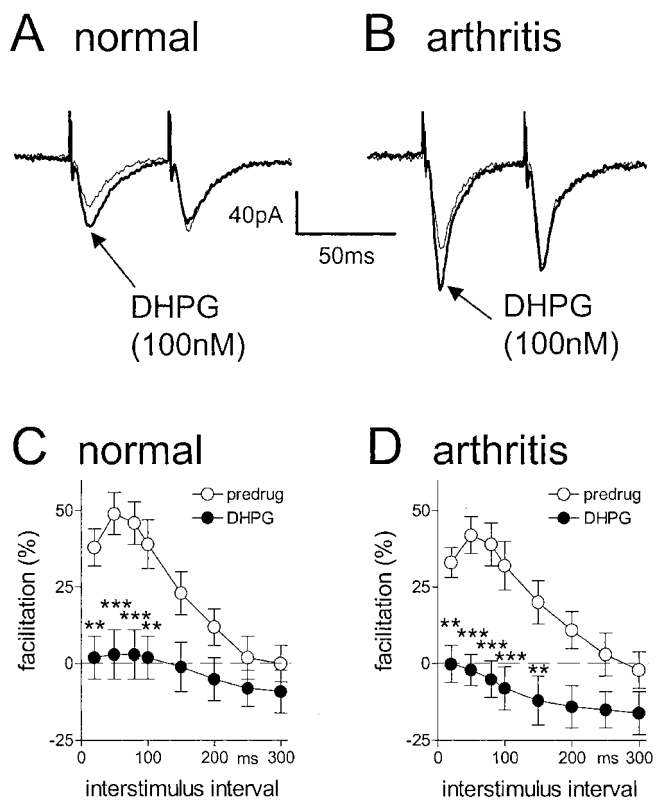 A normal
B arthritis
40pA
50ms
DHPG
(100nM)
DHPG
(100nM)
C normal
facilitation (%)
50
25
0
-25
predrug
DHPG
**
***
***
**
0
100
200
ms
300
interstimulus interval
D arthritis
facilitation (%)
50
25
0
-25
predrug
DHPG
**
***
***
***
**
0
100
200
ms
300
interstimulus interval